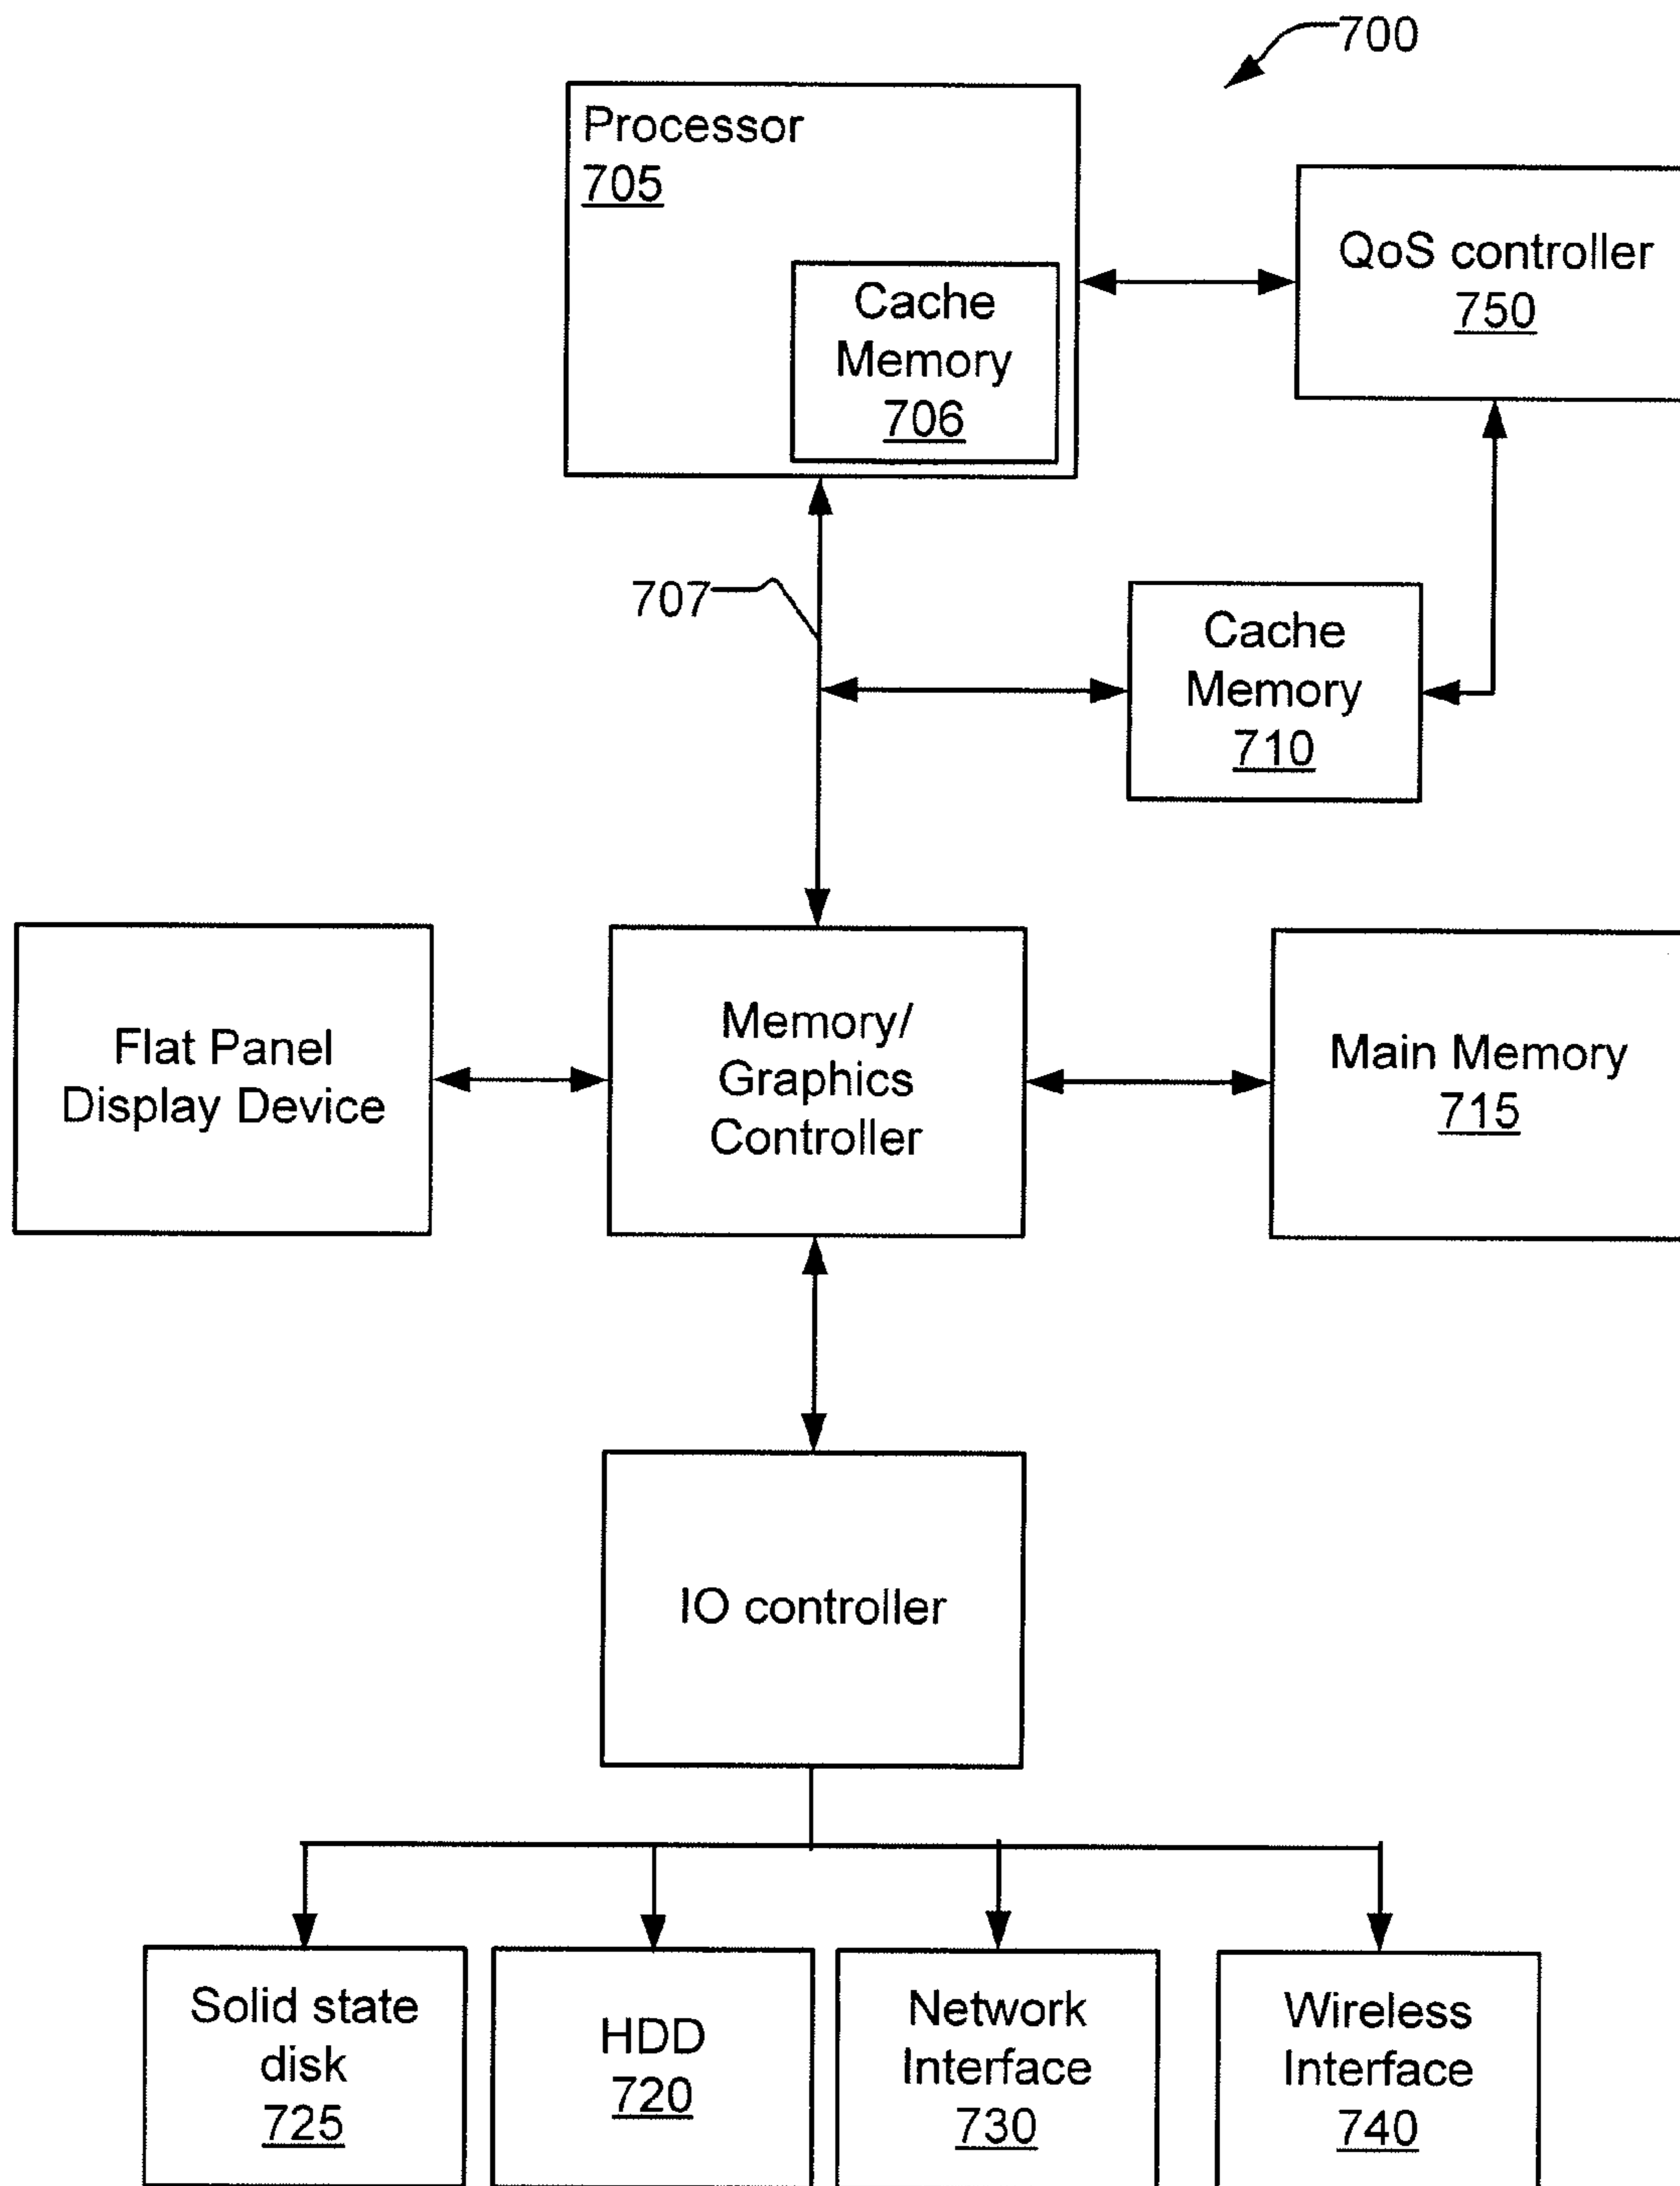 700
Processor
705
Cache
Memory
706
QoS controller
750
707
Cache
Memory
710
Flat Panel
Display Device
Memory/
Graphics
Controller
Main Memory
715
IO controller
Solid state
disk
725
HDD
720
Network
Interface
730
Wireless
Interface
740